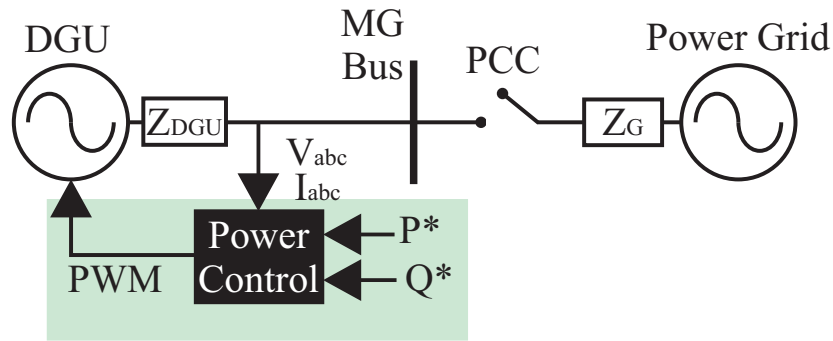 DGU
MG
Bus
PCC
Power Grid
ZDGU
ZG
Vabc
Iabc
Power
Control
P*
Q*
PWM